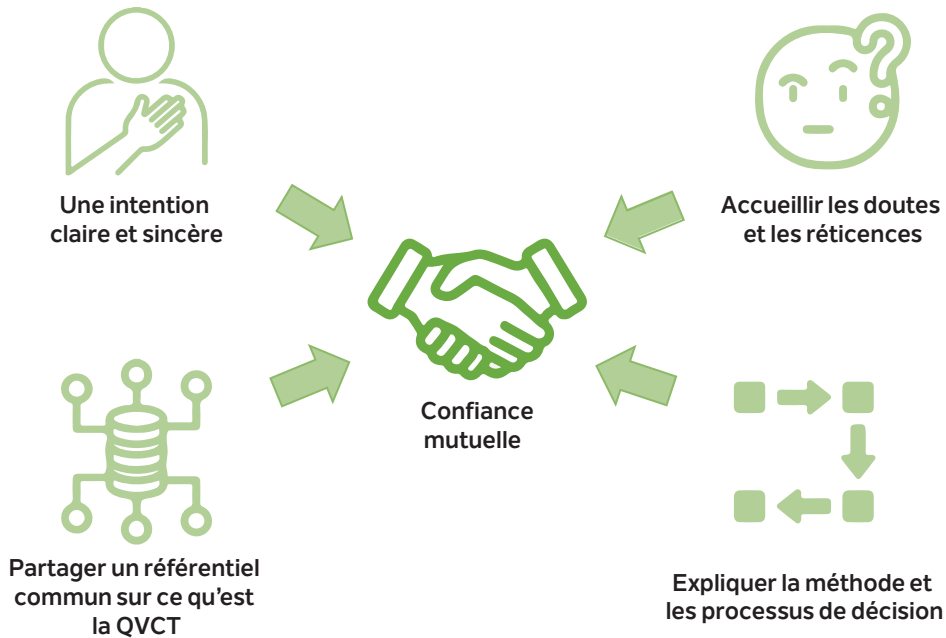 Une intention
claire et sincère
Accueillir les doutes
et les réticences
Confiance
mutuelle
Partager un référentiel
commun sur ce qu'est
la QVCT
Expliquer la méthode et
les processus de décision